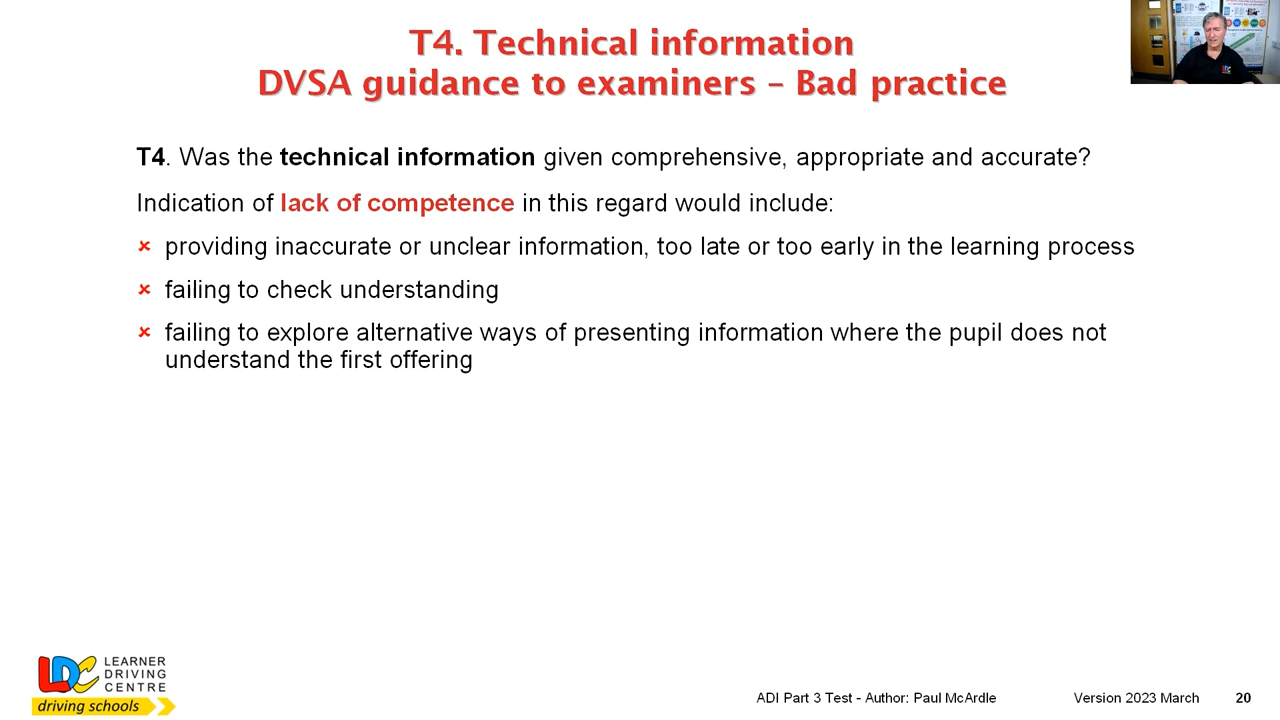 T4. Technical information
DVSA guidance to examiners – Bad practice
T4. Was the technical information given comprehensive, appropriate and accurate?
Indication of lack of competence in this regard would include:
× providing inaccurate or unclear information, too late or too early in the learning process
× failing to check understanding
× failing to explore alternative ways of presenting information where the pupil does not
understand the first offering
LDC LEARNER
DRIVING
CENTRE
driving schools
ADI Part 3 Test - Author: Paul McArdle Version 2023 March 20